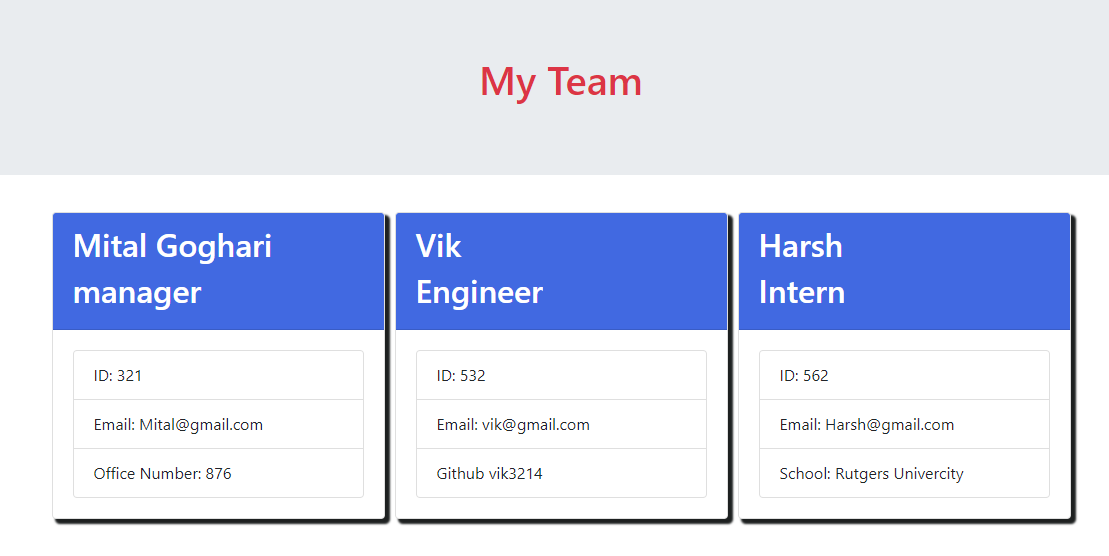 My Team
Mital Goghari
manager
ID: 321
Email: Mital@gmail.com
Office Number: 876
Vik
Engineer
ID: 532
Email: vik@gmail.com
Github vik3214
Harsh
Intern
ID: 562
Email: Harsh@gmail.com
School: Rutgers Univercity